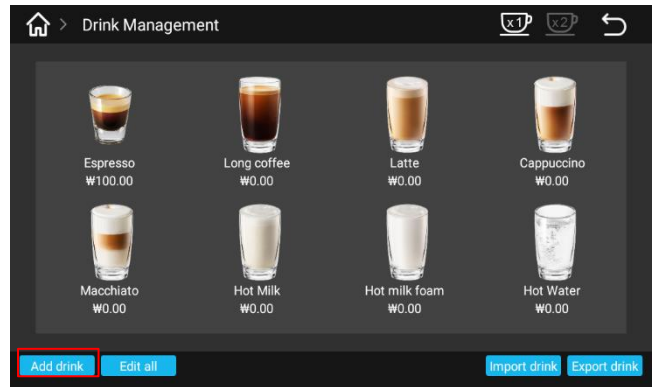 > Drink Management x1 x2
Espresso Long coffee Latte Cappuccino
₩100.00 ₩0.00 ₩0.00 ₩0.00
Macchiato Hot Milk Hot milk foam Hot Water
₩0.00 ₩0.00 ₩0.00 ₩0.00
Add drink Edit all Import drink Export drink